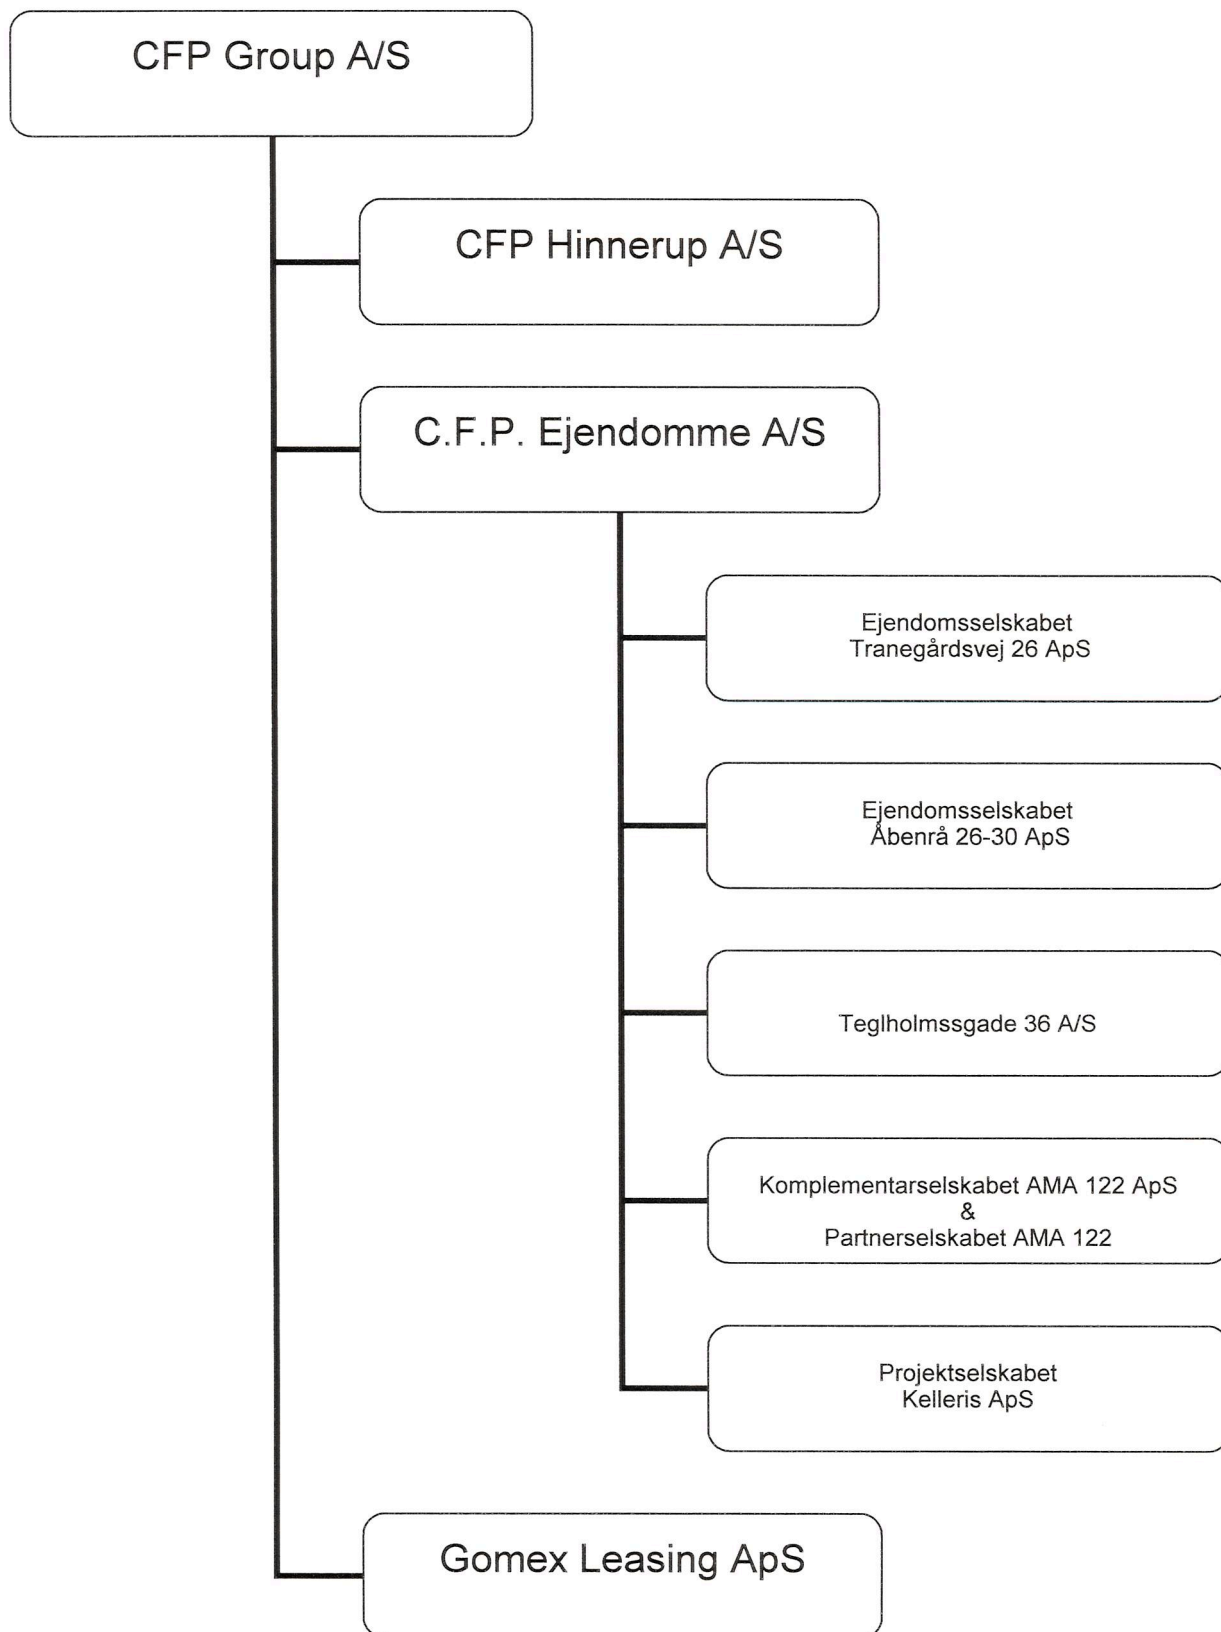 CFP Group A/S
CFP Hinnerup A/S
C.F.P. Ejendomme A/S
Ejendomsselskabet
Tranegårdsvej 26 ApS
Ejendomsselskabet
Åbenrå 26-30 ApS
Teglholmssgade 36 A/S
Komplementarselskabet AMA 122 ApS
&
Partnerselskabet AMA 122
Projektselskabet
Kelleris ApS
Gomex Leasing ApS